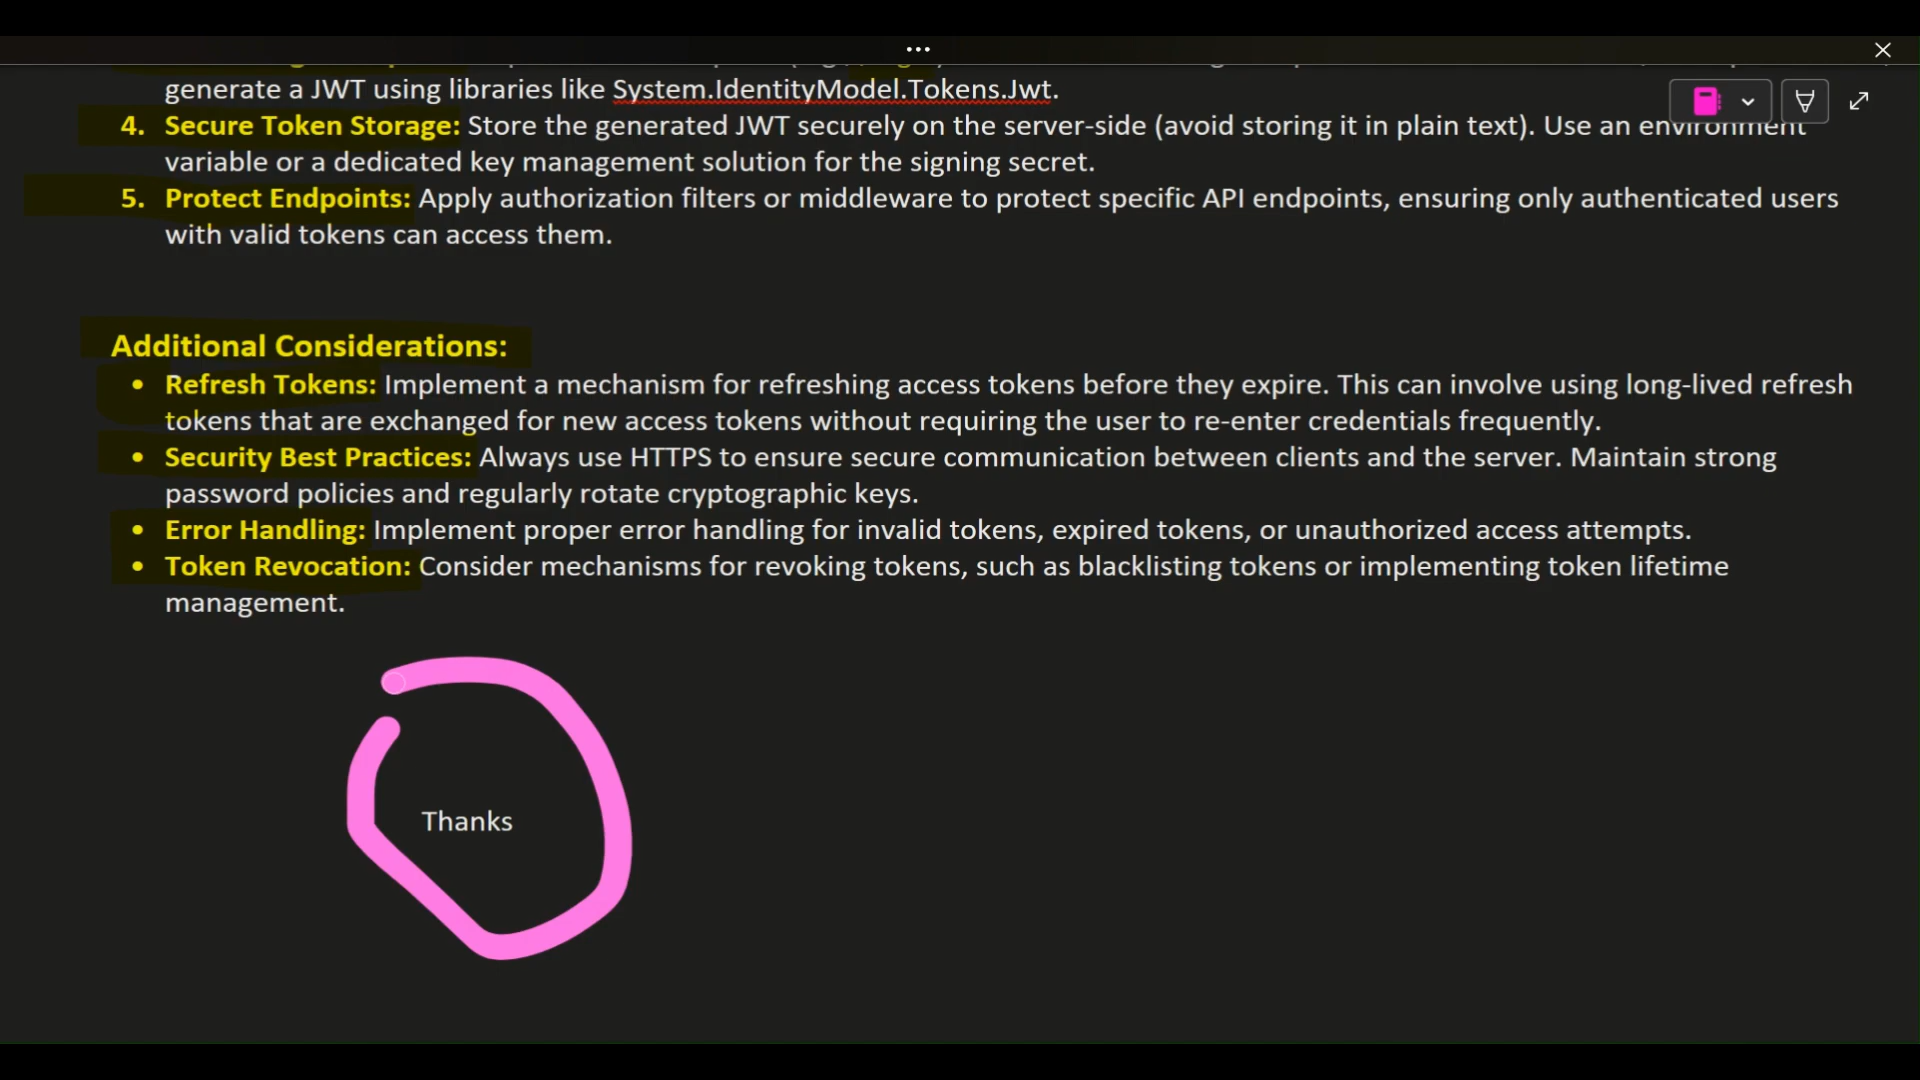 generate a JWT using libraries like System.IdentityModel.Tokens.Jwt.
4. Secure Token Storage: Store the generated JWT securely on the server-side (avoid storing it in plain text). Use an environment
variable or a dedicated key management solution for the signing secret.
5. Protect Endpoints: Apply authorization filters or middleware to protect specific API endpoints, ensuring only authenticated users
with valid tokens can access them.
Additional Considerations:
• Refresh Tokens: Implement a mechanism for refreshing access tokens before they expire. This can involve using long-lived refresh
tokens that are exchanged for new access tokens without requiring the user to re-enter credentials frequently.
• Security Best Practices: Always use HTTPS to ensure secure communication between clients and the server. Maintain strong
password policies and regularly rotate cryptographic keys.
• Error Handling: Implement proper error handling for invalid tokens, expired tokens, or unauthorized access attempts.
• Token Revocation: Consider mechanisms for revoking tokens, such as blacklisting tokens or implementing token lifetime
management.
Thanks